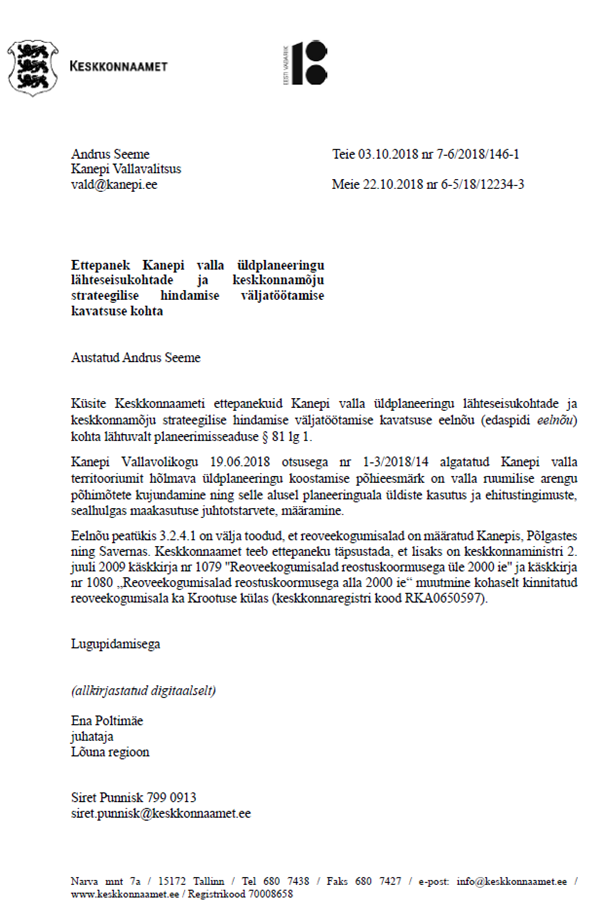 KESKKONNAAMET
EESTI VABARIIK
Andrus Seeme
Kanepi Vallavalitsus
vald@kanepi.ee
Teie 03.10.2018 nr 7-6/2018/146-1
Meie 22.10.2018 nr 6-5/18/12234-3
Ettepanek Kanepi valla üldplaneeringu
lähteseisukohtade ja keskkonnamõju
strateegilise hindamise väljatöötamise
kavatsuse kohta
Austatud Andrus Seeme
Küsite Keskkonnaameti ettepanekuid Kanepi valla üldplaneeringu lähteseisukohtade ja
keskkonnamõju strateegilise hindamise väljatöötamise kavatsuse eelnõu (edaspidi eelnõu)
kohta lähtuvalt planeerimisseaduse § 81 lg 1.
Kanepi Vallavolikogu 19.06.2018 otsusega nr 1-3/2018/14 algatatud Kanepi valla
territooriumit hõlmava üldplaneeringu koostamise põhieesmärk on valla ruumilise arengu
põhimõtete kujundamine ning selle alusel planeeringuala üldiste kasutus ja ehitustingimuste,
sealhulgas maakasutuse juhtotstarvete, määramine.
Eelnõu peatükis 3.2.4.1 on välja toodud, et reoveekogumisalad on määratud Kanepis, Põlgastes
ning Savernas. Keskkonnaamet teeb ettepaneku täpsustada, et lisaks on keskkonnaministri 2.
juuli 2009 käskkirja nr 1079 "Reoveekogumisalad reostuskoormusega üle 2000 ie" ja käskkirja
nr 1080 „Reoveekogumisalad reostuskoormusega alla 2000 ie“ muutmine kohaselt kinnitatud
reoveekogumisala ka Krootuse külas (keskkonnaregistri kood RKA0650597).
Lugupidamisega
(allkirjastatud digitaalselt)
Ena Poltimäe
juhataja
Lõuna regioon
Siret Punnisk 799 0913
siret.punnisk@keskkonnaamet.ee
Narva mnt 7a / 15172 Tallinn / Tel 680 7438 / Faks 680 7427 / e-post: info@keskkonnaamet.ee /
www.keskkonnaamet.ee / Registrikood 70008658